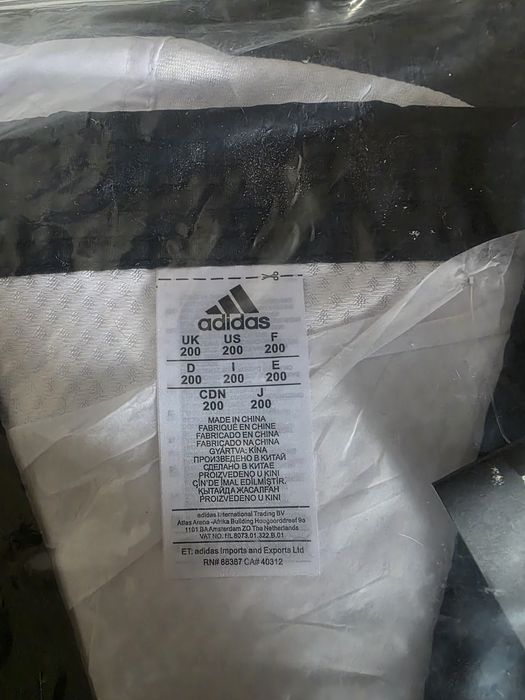 adidas
UK US F
200 200 200
D I E
200 200 200
CDN J
200 200
MADE IN CHINA
FABRIQUÉ EN CHINE
FABRICADO EN CHINA
FABRICADO NA CHINA
GYÁRTVA: KÍNA
ПРОИЗВЕДЕНО В КИТАЙ
СДЕЛАНО В КИТАЕ
PROIZVEDENO U KINI
ÇİN'DE İMAL EDİLMİŞTİR.
ҚЫТАЙДА ЖАСАЛҒАН
PROIZVEDENO U KINI
adidas International Trading BV
Atlas Arena -Afrika Building Hoogoorddreef 9a
1101 BA Amsterdam ZO The Netherlands
VAT NO. NL8073.01.322.B.01
ET: adidas Imports and Exports Ltd
RN# 88387 CA# 40312